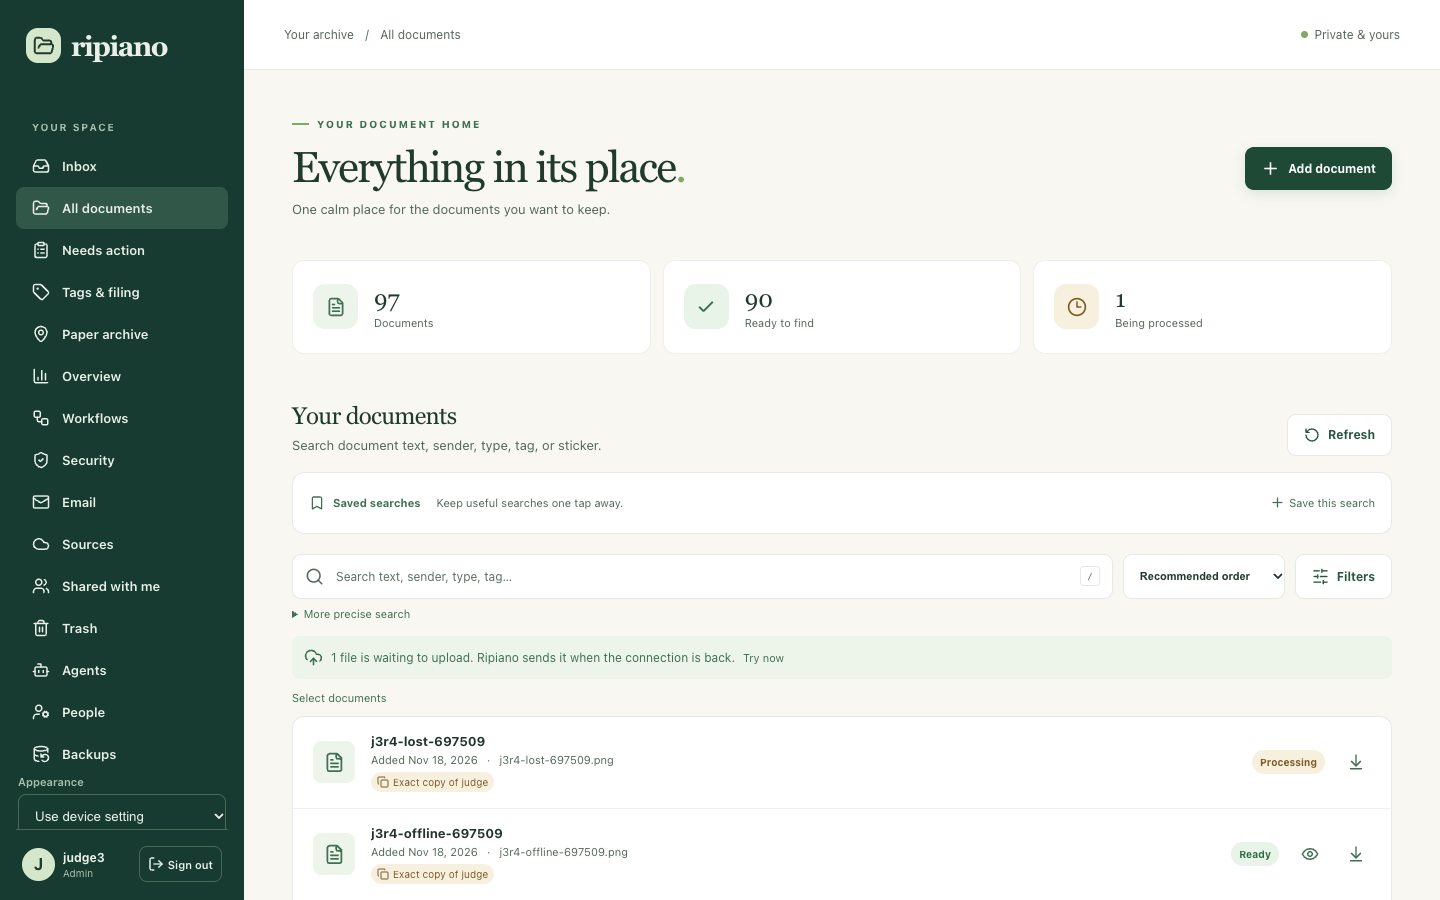 ripiano
YOUR SPACE
Inbox
All documents
Needs action
Tags & filing
Paper archive
Overview
Workflows
Security
Email
Sources
Shared with me
Trash
Agents
People
Backups
Appearance
Use device setting
J
judge3
Admin
Sign out
Your archive / All documents
Private & yours
YOUR DOCUMENT HOME
Everything in its place.
One calm place for the documents you want to keep.
Add document
97
Documents
90
Ready to find
1
Being processed
Your documents
Search document text, sender, type, tag, or sticker.
Refresh
Saved searches Keep useful searches one tap away.
Save this search
Search text, sender, type, tag...
/
Recommended order
Filters
More precise search
1 file is waiting to upload. Ripiano sends it when the connection is back. Try now
Select documents
j3r4-lost-697509
Added Nov 18, 2026 · j3r4-lost-697509.png
Exact copy of judge
Processing
j3r4-offline-697509
Added Nov 18, 2026 · j3r4-offline-697509.png
Exact copy of judge
Ready